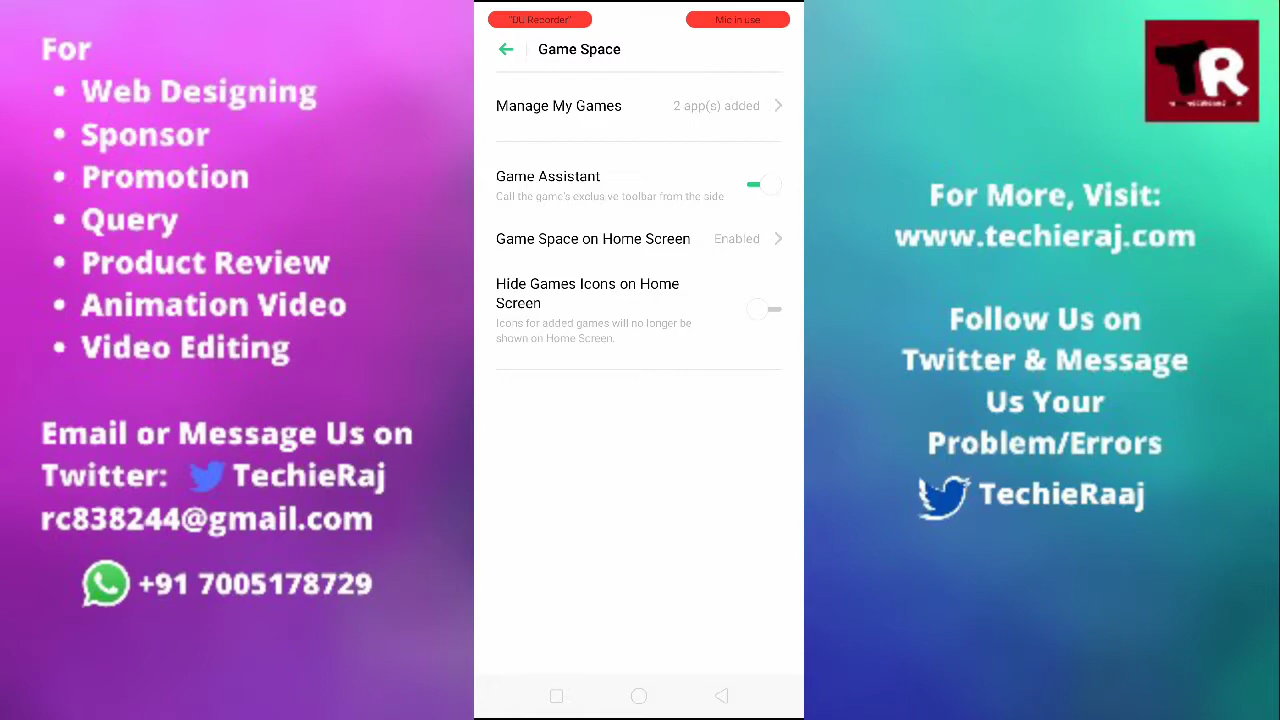 For
• Web Designing
• Sponsor
• Promotion
• Query
• Product Review
• Animation Video
• Video Editing
Email or Message Us on
Twitter: TechieRaj
rc838244@gmail.com
+91 7005178729
"DU Recorder" Mic in use
Game Space
Manage My Games 2 app(s) added
Game Assistant
Call the game's exclusive toolbar from the side
Game Space on Home Screen Enabled
Hide Games Icons on Home
Screen
Icons for added games will no longer be
shown on Home Screen.
TR
For More, Visit:
www.techieraj.com
Follow Us on
Twitter & Message
Us Your
Problem/Errors
TechieRaaj